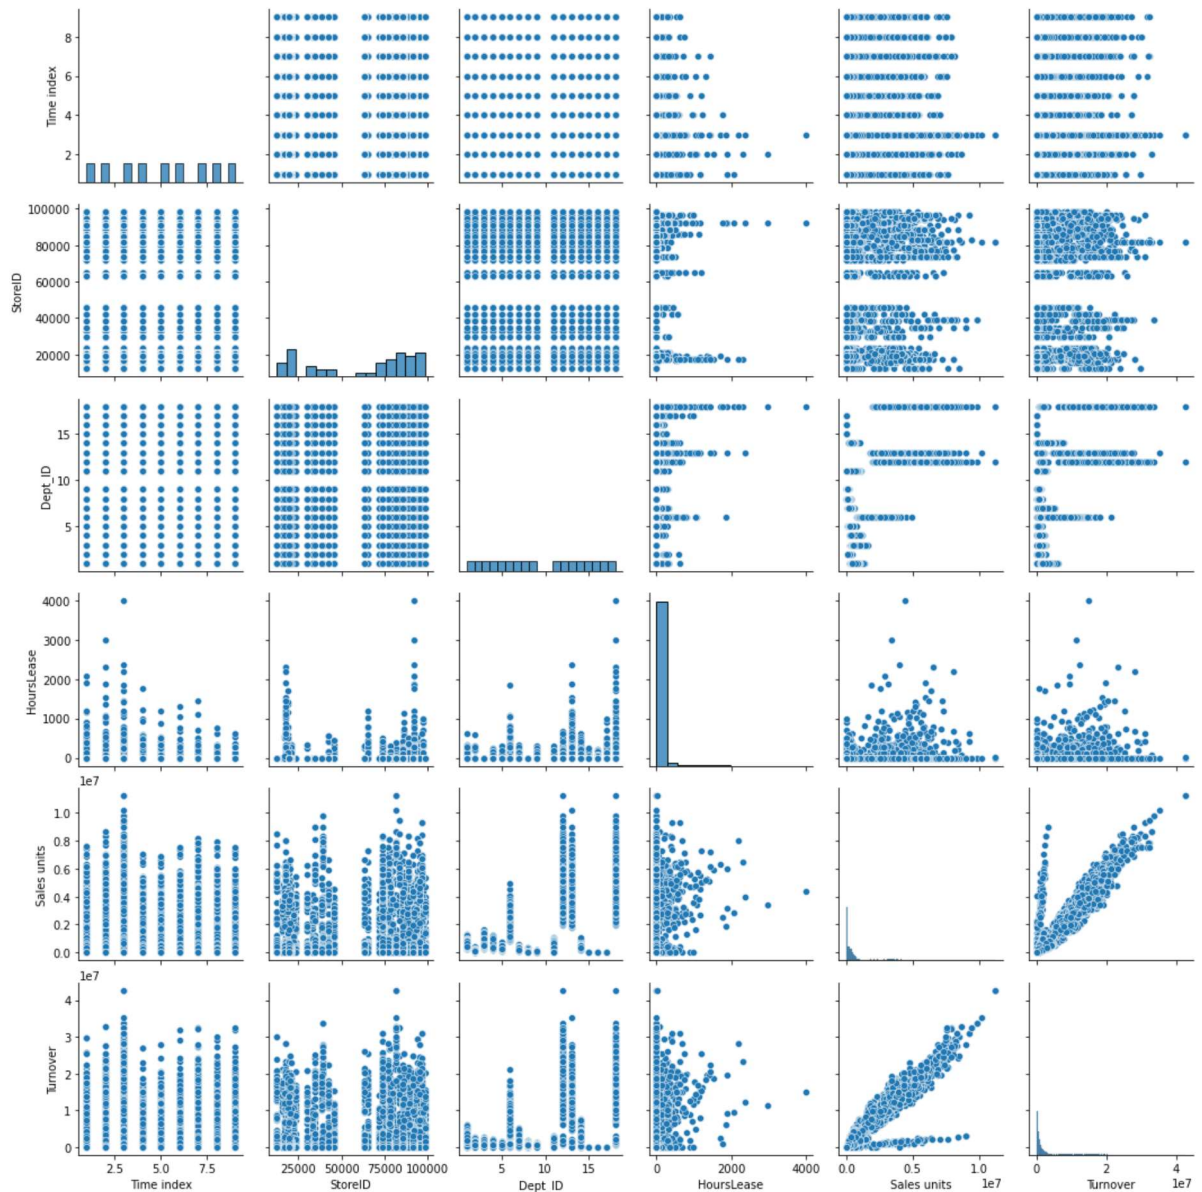 8
6
4
2
Time index
100000
80000
60000
40000
20000
StoreID
15
10
5
Dept_ID
4000
3000
2000
1000
0
HoursLease
1e7
1.0
0.8
0.6
0.4
0.2
0.0
Sales units
1e7
4
3
2
1
0
Turnover
2.5 5.0 7.5
Time index
25000 50000 75000 100000
StoreID
5 10 15
Dept_ID
0 2000 4000
HoursLease
0.0 0.5 1.0
Sales units 1e7
0 1 2 3 4
Turnover 1e7